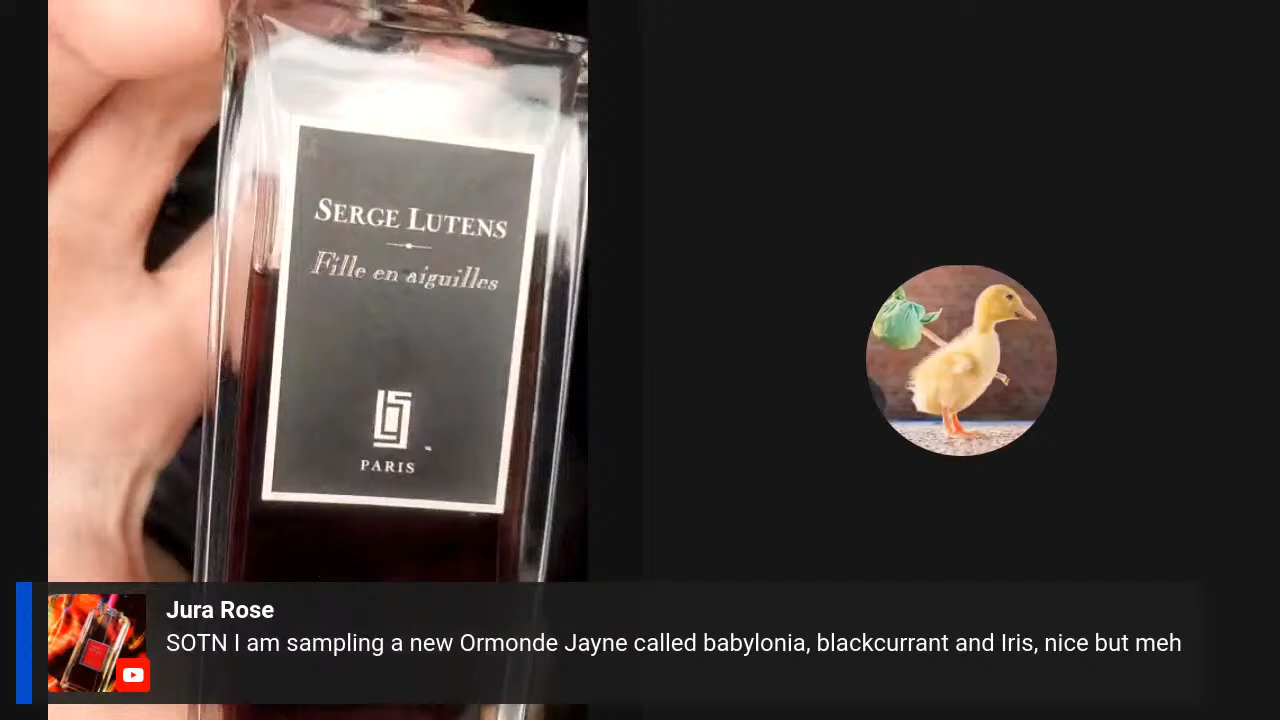 SERGE LUTENS
Fille en aiguilles
PARIS
Jura Rose
SOTN I am sampling a new Ormonde Jayne called babylonia, blackcurrant and Iris, nice but meh